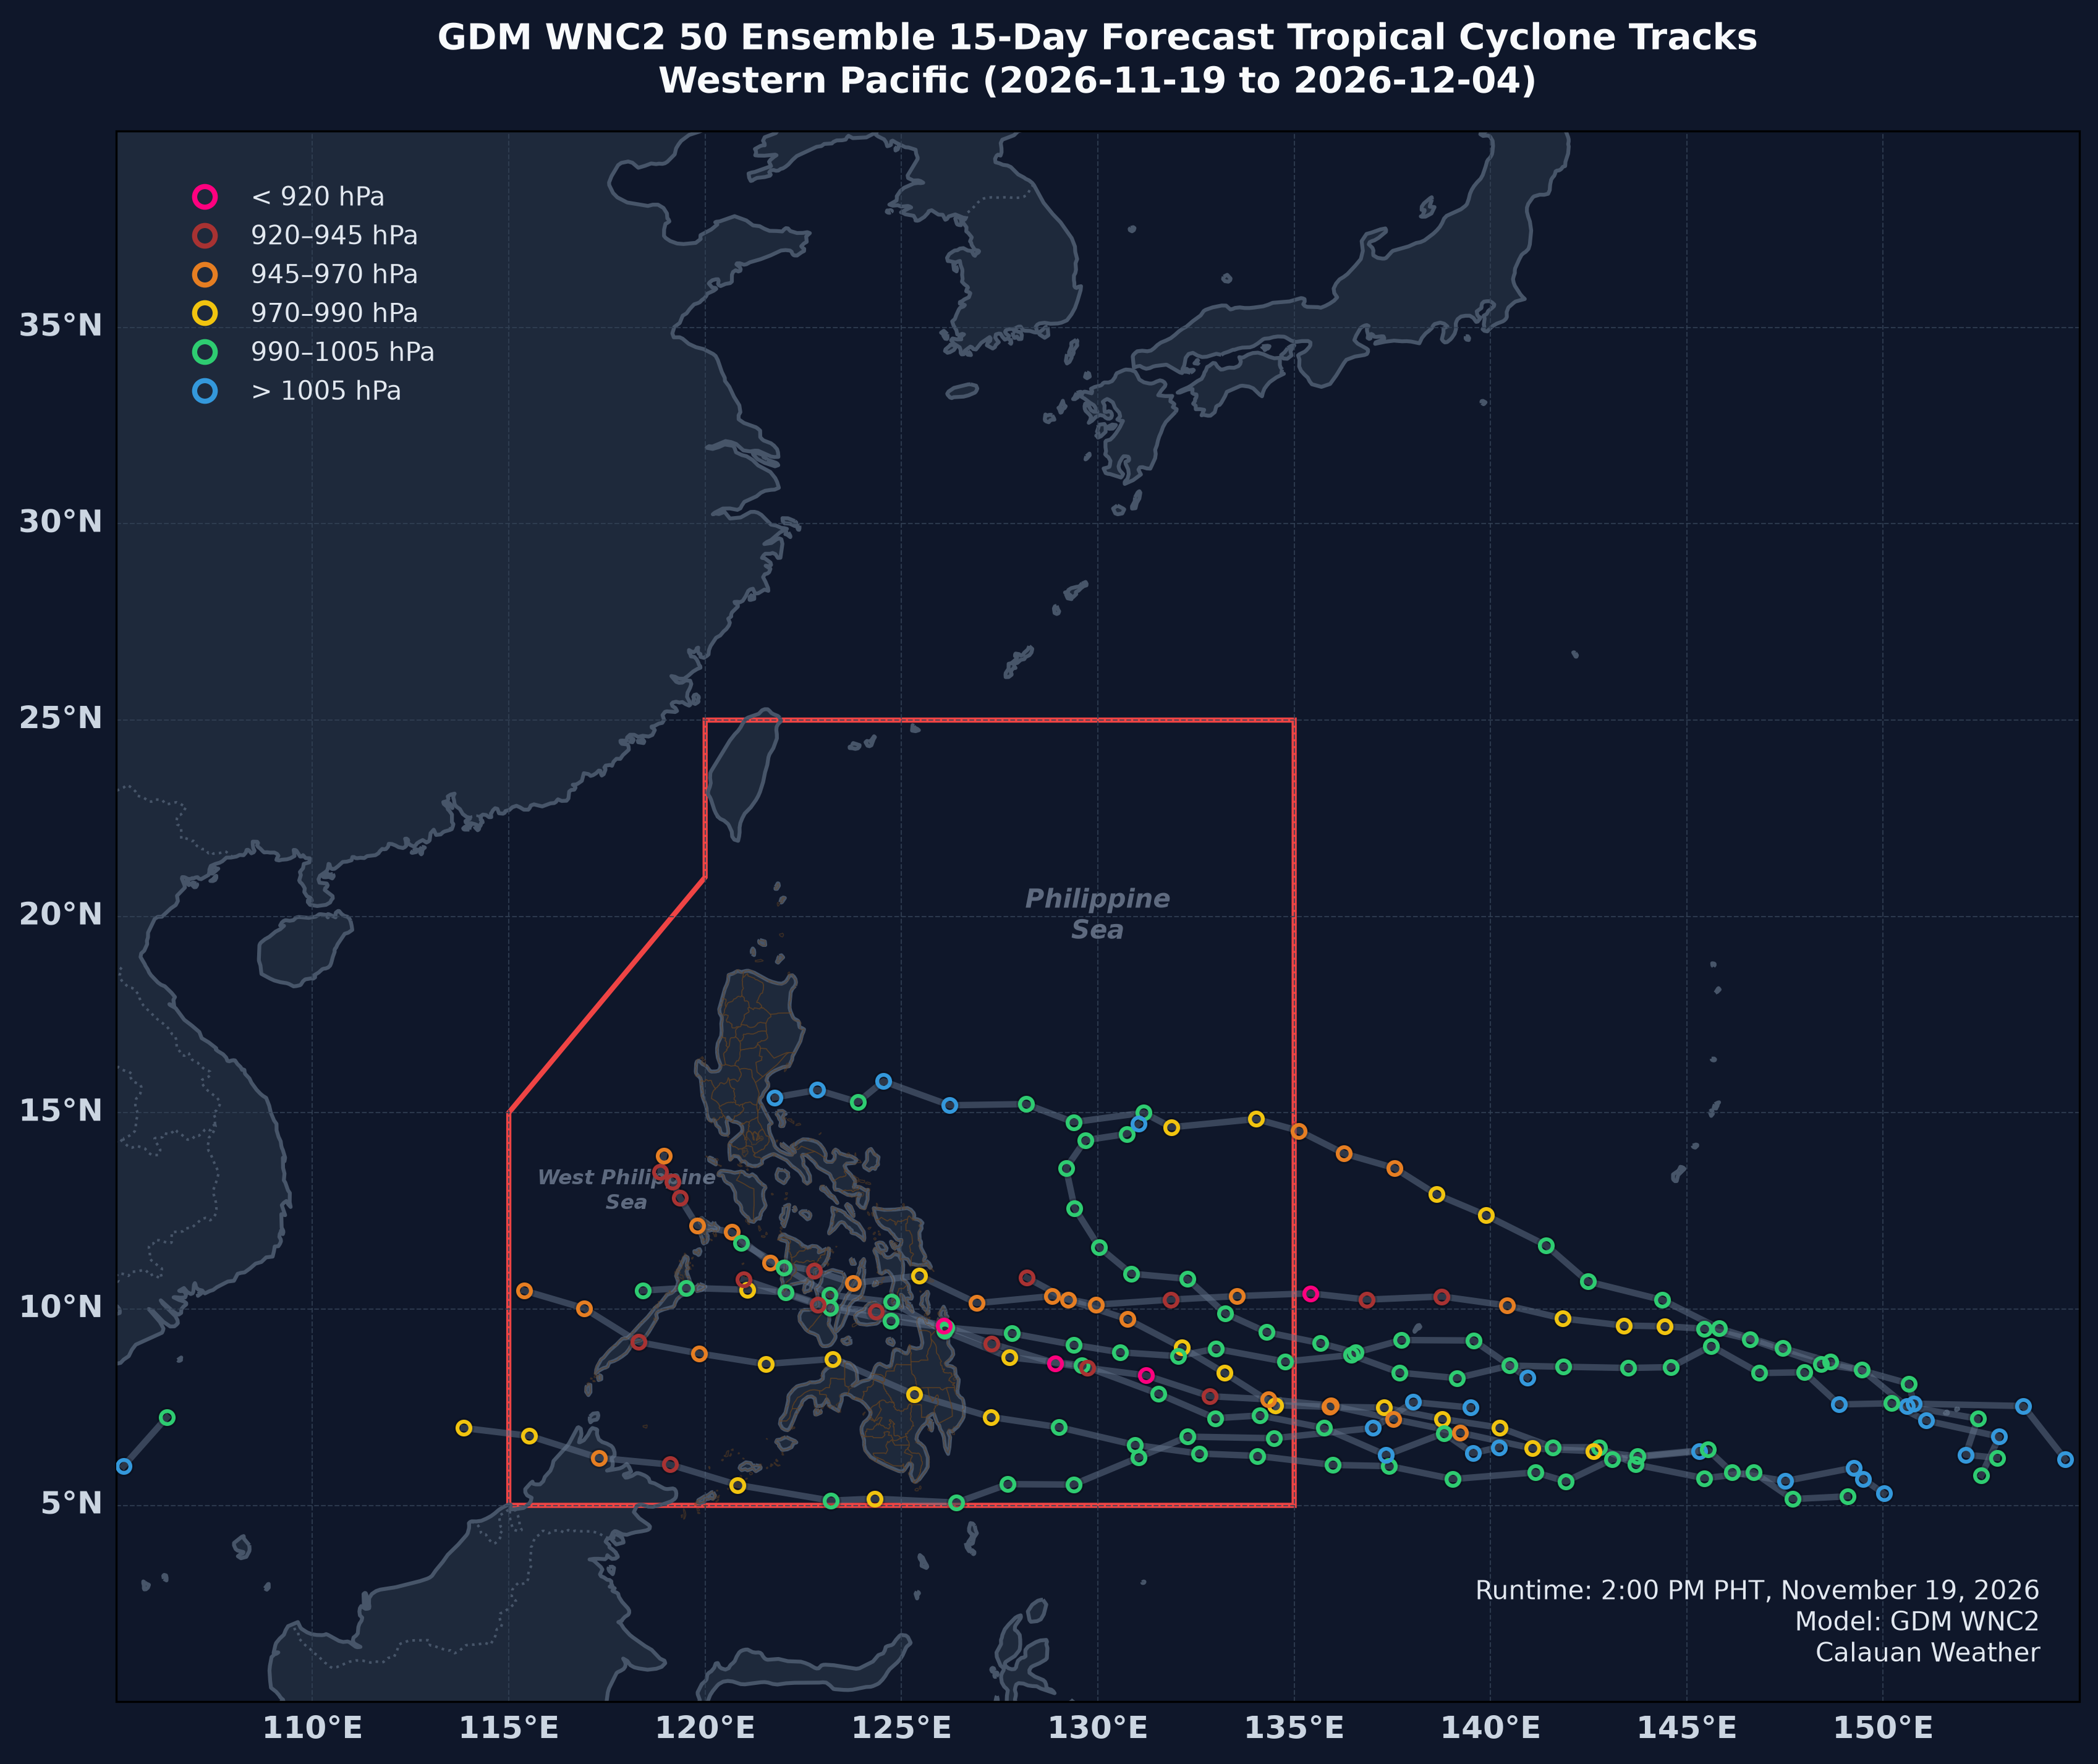 GDM WNC2 50 Ensemble 15-Day Forecast Tropical Cyclone Tracks
Western Pacific (2026-11-19 to 2026-12-04)
< 920 hPa
920–945 hPa
945–970 hPa
970–990 hPa
990–1005 hPa
> 1005 hPa
35°N
30°N
25°N
20°N
15°N
10°N
5°N
Philippine
Sea
West Philippine
Sea
Runtime: 2:00 PM PHT, November 19, 2026
Model: GDM WNC2
Calauan Weather
110°E
115°E
120°E
125°E
130°E
135°E
140°E
145°E
150°E